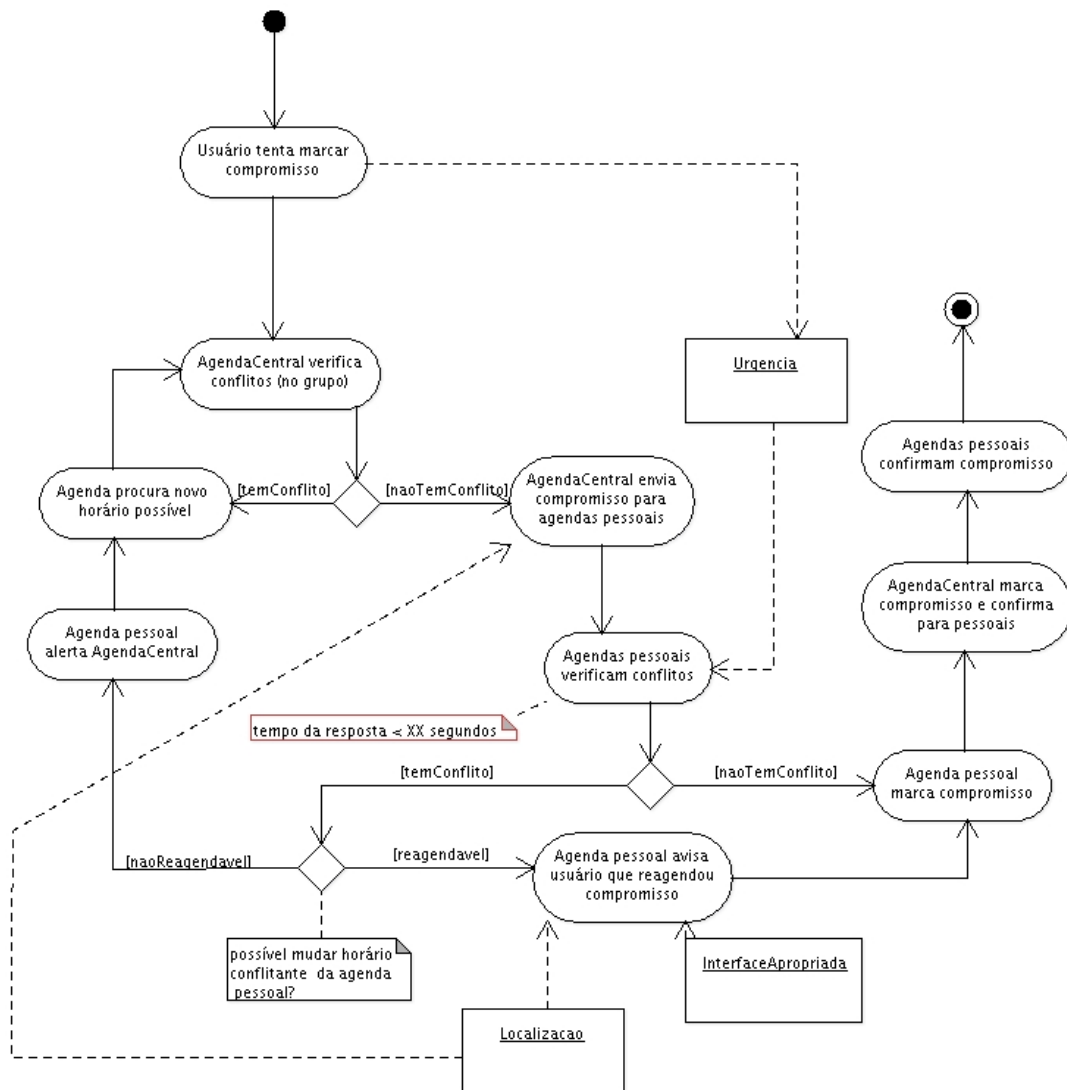 Usuário tenta marcar
compromisso
AgendaCentral verifica
conflitos (no grupo)
Urgencia
Agendas pessoais
confirmam compromisso
[temConflito]
[naoTemConflito]
Agenda procura novo
horário possível
AgendaCentral envia
compromisso para
agendas pessoais
AgendaCentral marca
compromisso e confirma
para pessoais
Agenda pessoal
alerta AgendaCentral
Agendas pessoais
verificam conflitos
tempo da resposta < XX segundos
[temConflito]
[naoTemConflito]
Agenda pessoal
marca compromisso
[naoReagendavel]
[reagendavel]
Agenda pessoal avisa
usuário que reagendou
compromisso
possível mudar horário
conflitante da agenda
pessoal?
InterfaceApropriada
Localizacao